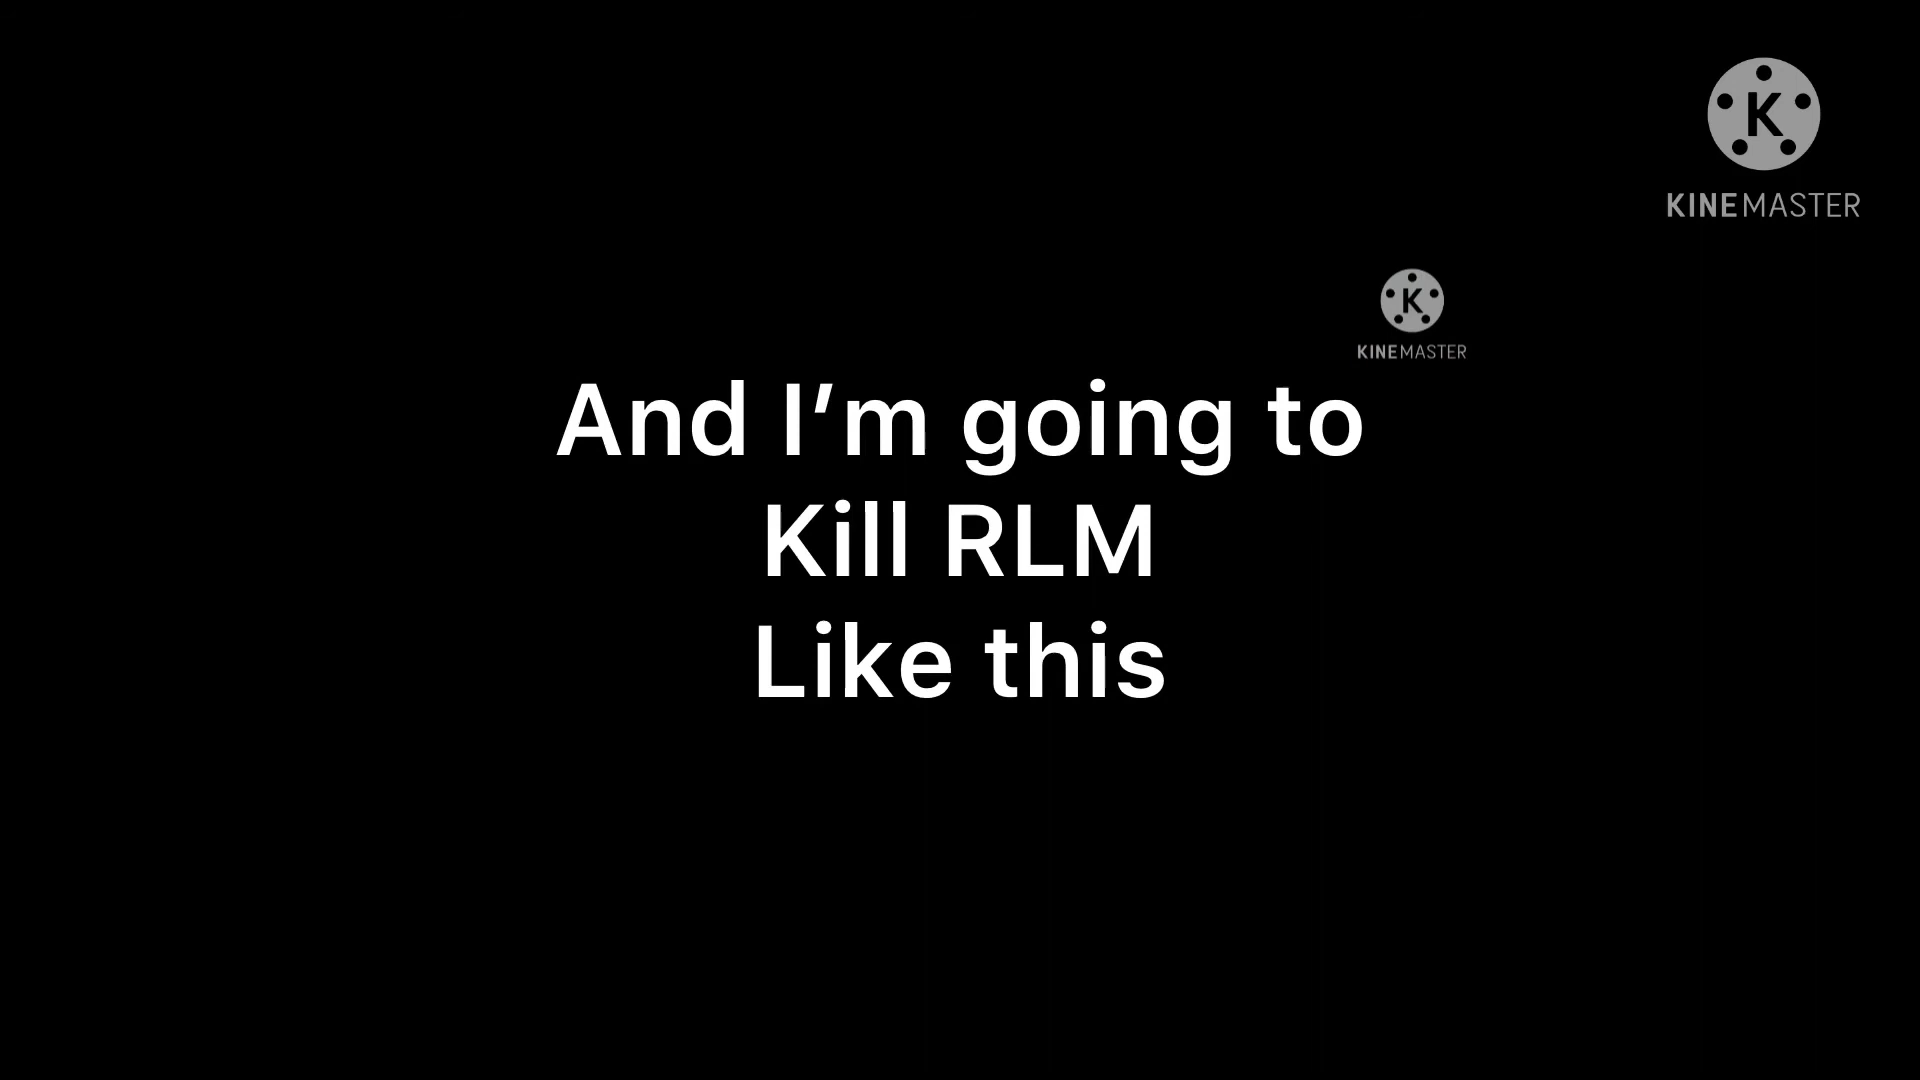 KINEMASTER
KINEMASTER
And I’m going to
Kill RLM
Like this